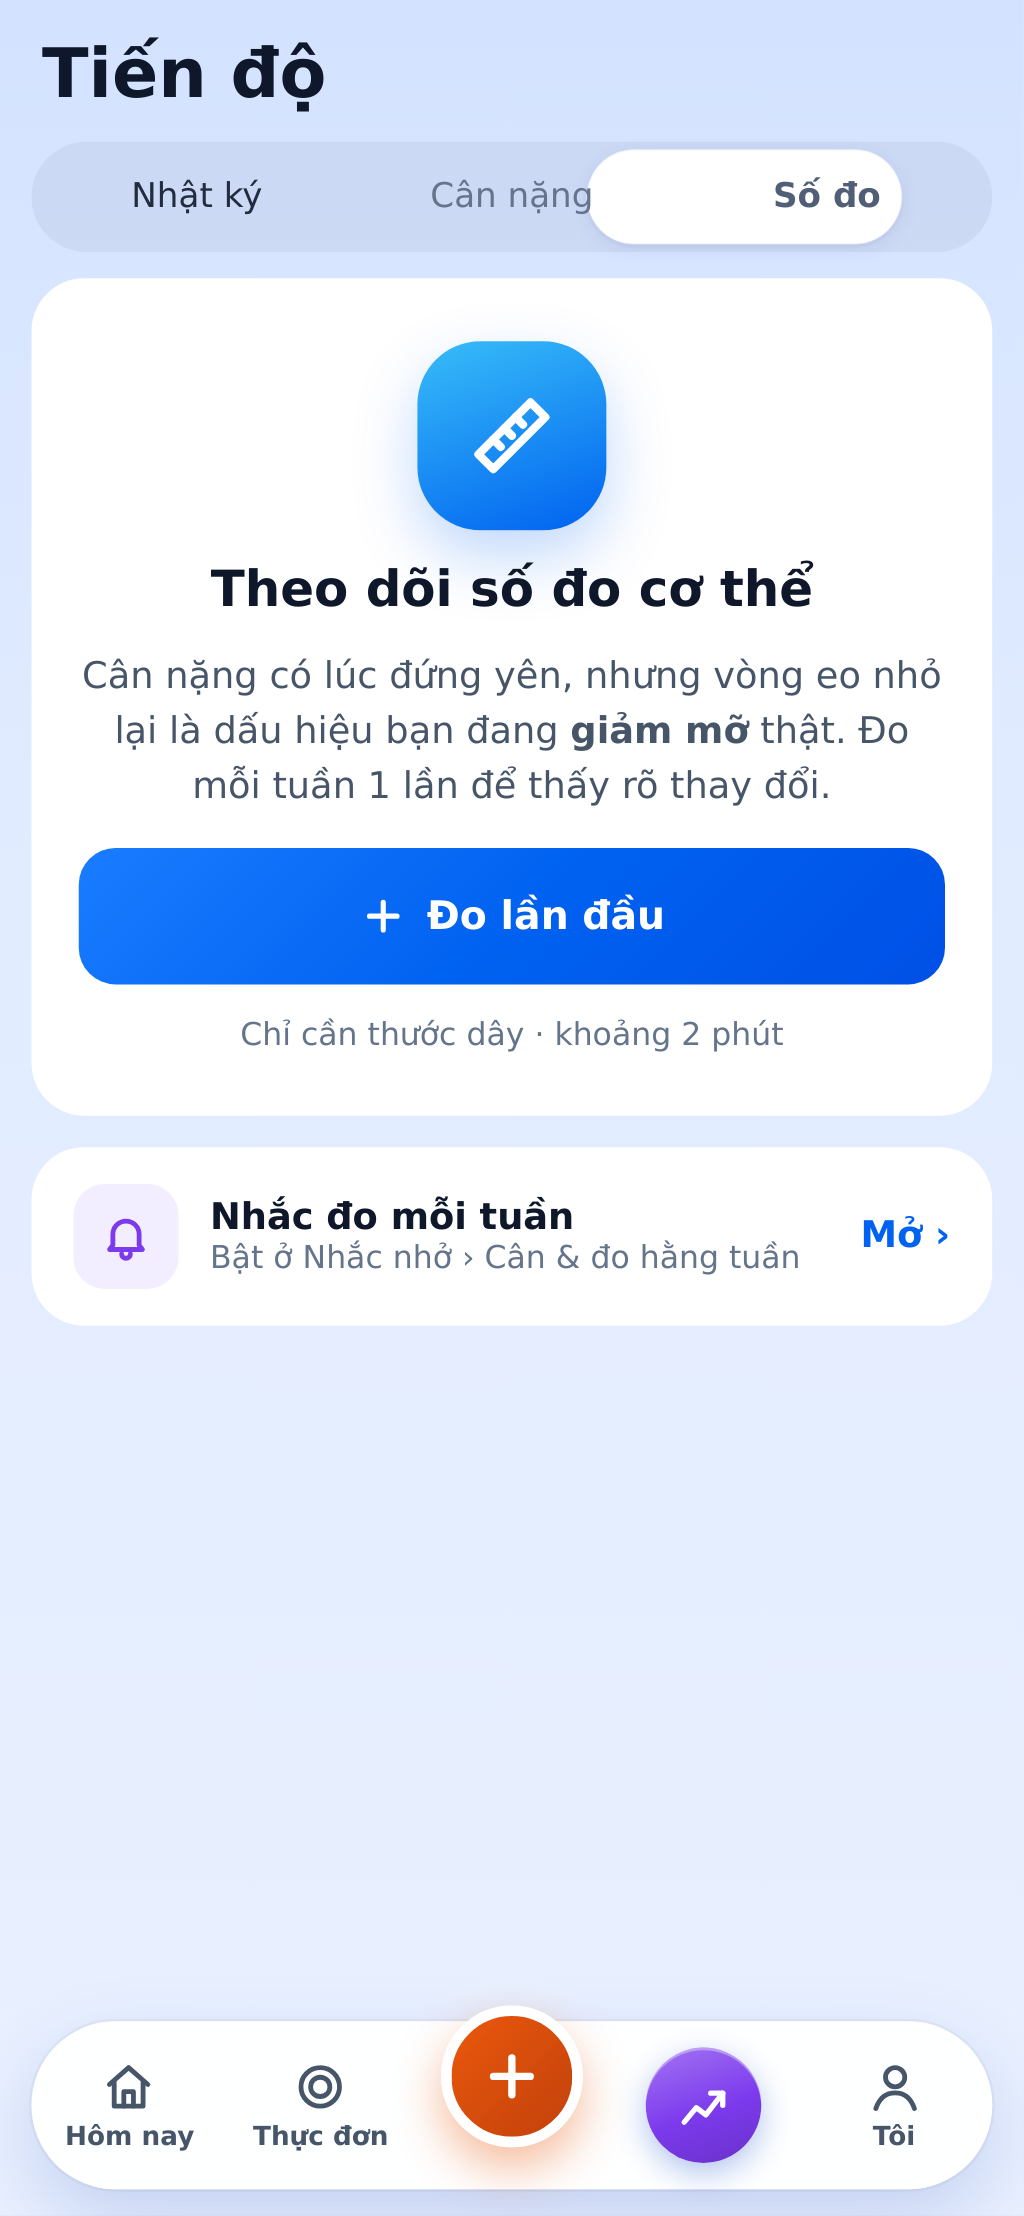 Tiến độ
Nhật ký
Cân nặng
Số đo
Theo dõi số đo cơ thể
Cân nặng có lúc đứng yên, nhưng vòng eo nhỏ
lại là dấu hiệu bạn đang giảm mỡ thật. Đo
mỗi tuần 1 lần để thấy rõ thay đổi.
+ Đo lần đầu
Chỉ cần thước dây · khoảng 2 phút
Nhắc đo mỗi tuần
Bật ở Nhắc nhở › Cân & đo hằng tuần
Mở ›
Hôm nay
Thực đơn
Tôi